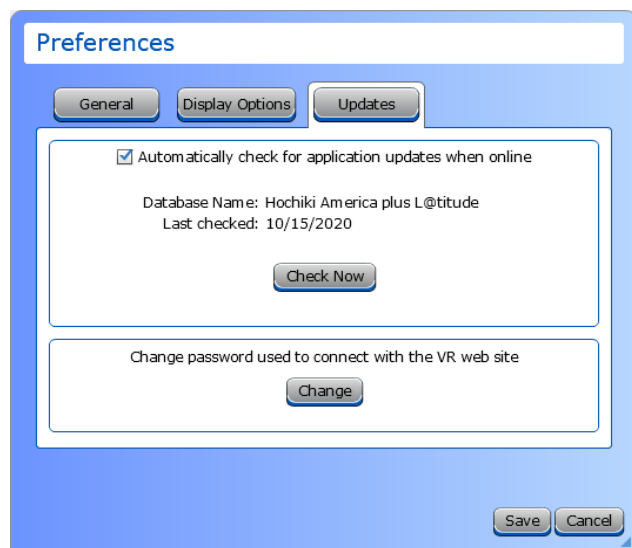 Preferences
General Display Options Updates
Automatically check for application updates when online
Database Name: Hochiki America plus L@titude
Last checked: 10/15/2020
Check Now
Change password used to connect with the VR web site
Change
Save Cancel